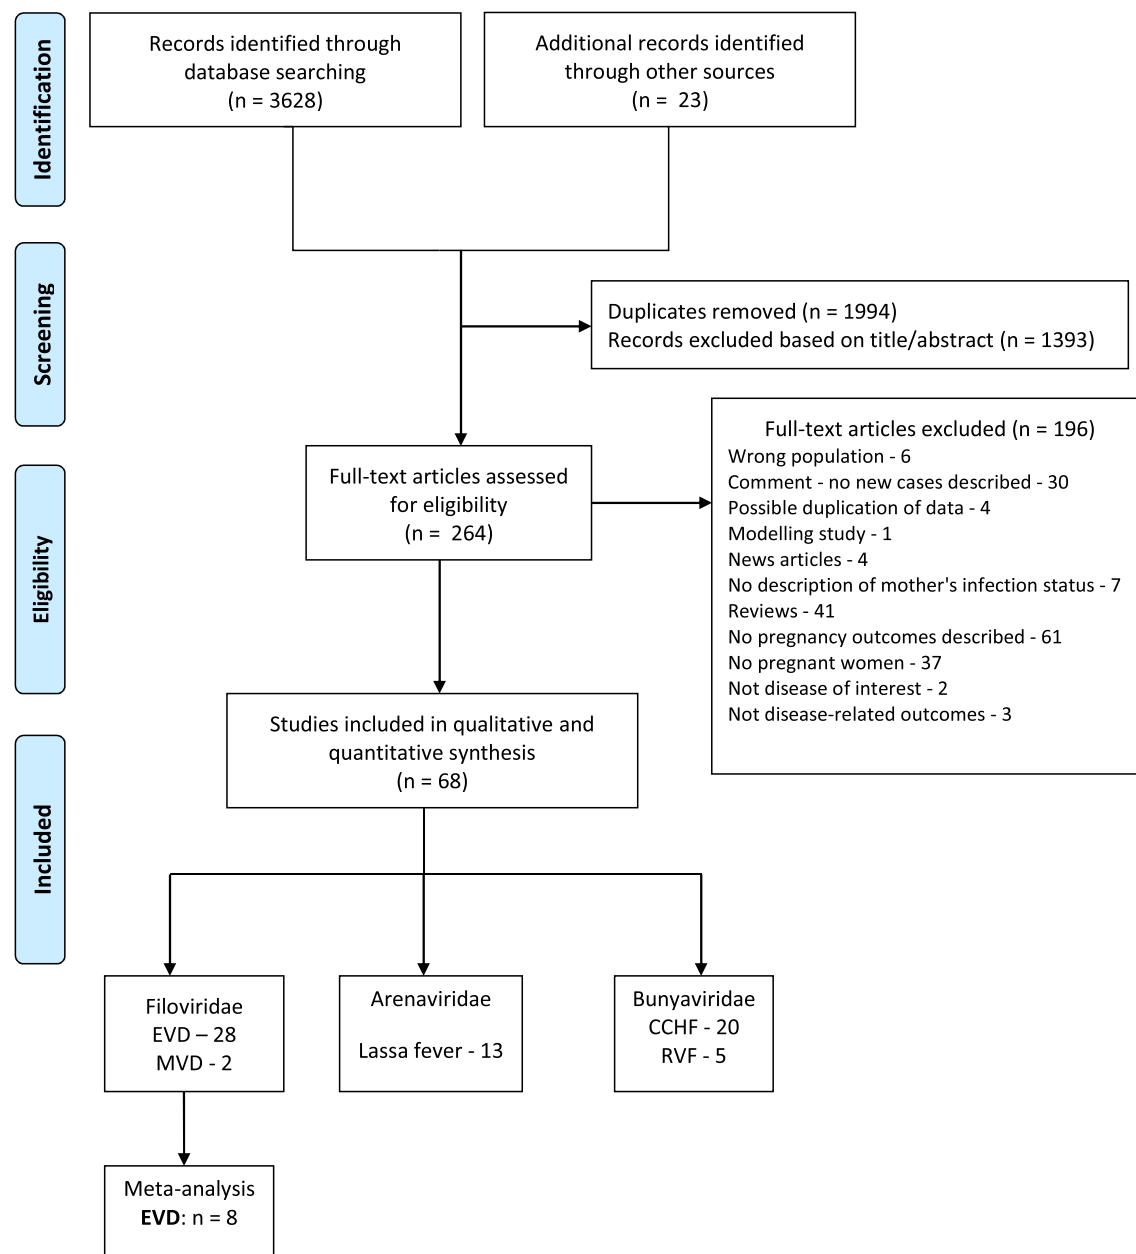 Identification
Records identified through
database searching
(n = 3628)
Additional records identified
through other sources
(n =  23)
Screening
Duplicates removed (n = 1994)
Records excluded based on title/abstract (n = 1393)
Eligibility
Full-text articles assessed
for eligibility
(n =  264)
Full-text articles excluded (n = 196)
Wrong population - 6
Comment - no new cases described - 30
Possible duplication of data - 4
Modelling study - 1
News articles - 4
No description of mother's infection status - 7
Reviews - 41
No pregnancy outcomes described - 61
No pregnant women - 37
Not disease of interest - 2
Not disease-related outcomes - 3
Studies included in qualitative and
quantitative synthesis
(n = 68)
Included
Filoviridae
EVD – 28
MVD - 2
Arenaviridae
Lassa fever - 13
Bunyaviridae
CCHF - 20
RVF - 5
Meta-analysis
EVD: n = 8